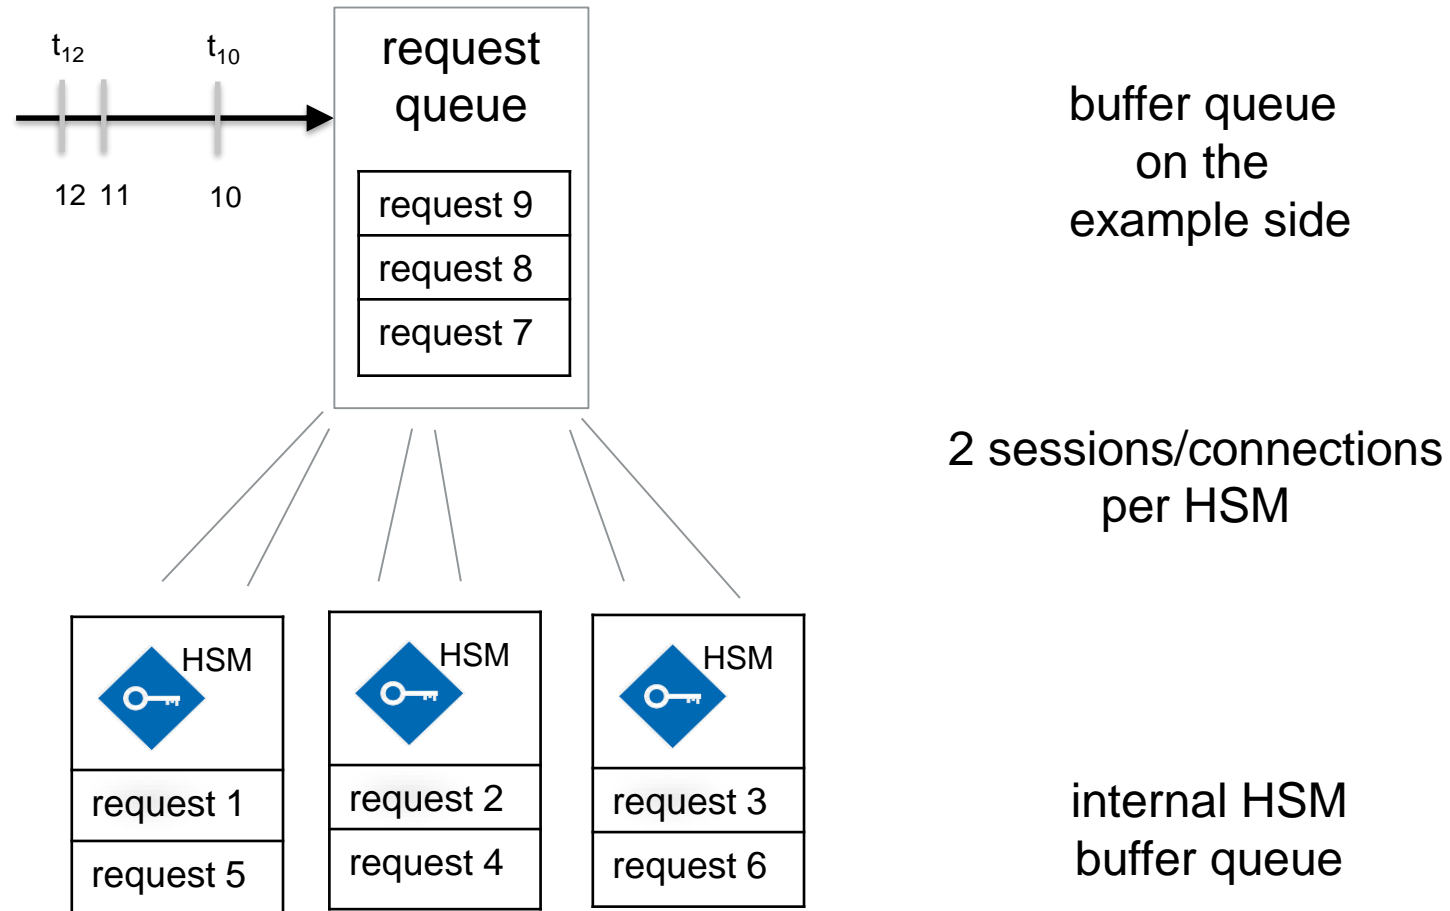 t12
t10
12
11
10
request
queue
request 9
request 8
request 7
buffer queue
on the
example side
2 sessions/connections
per HSM
HSM
request 1
request 5
HSM
request 2
request 4
HSM
request 3
request 6
internal HSM
buffer queue